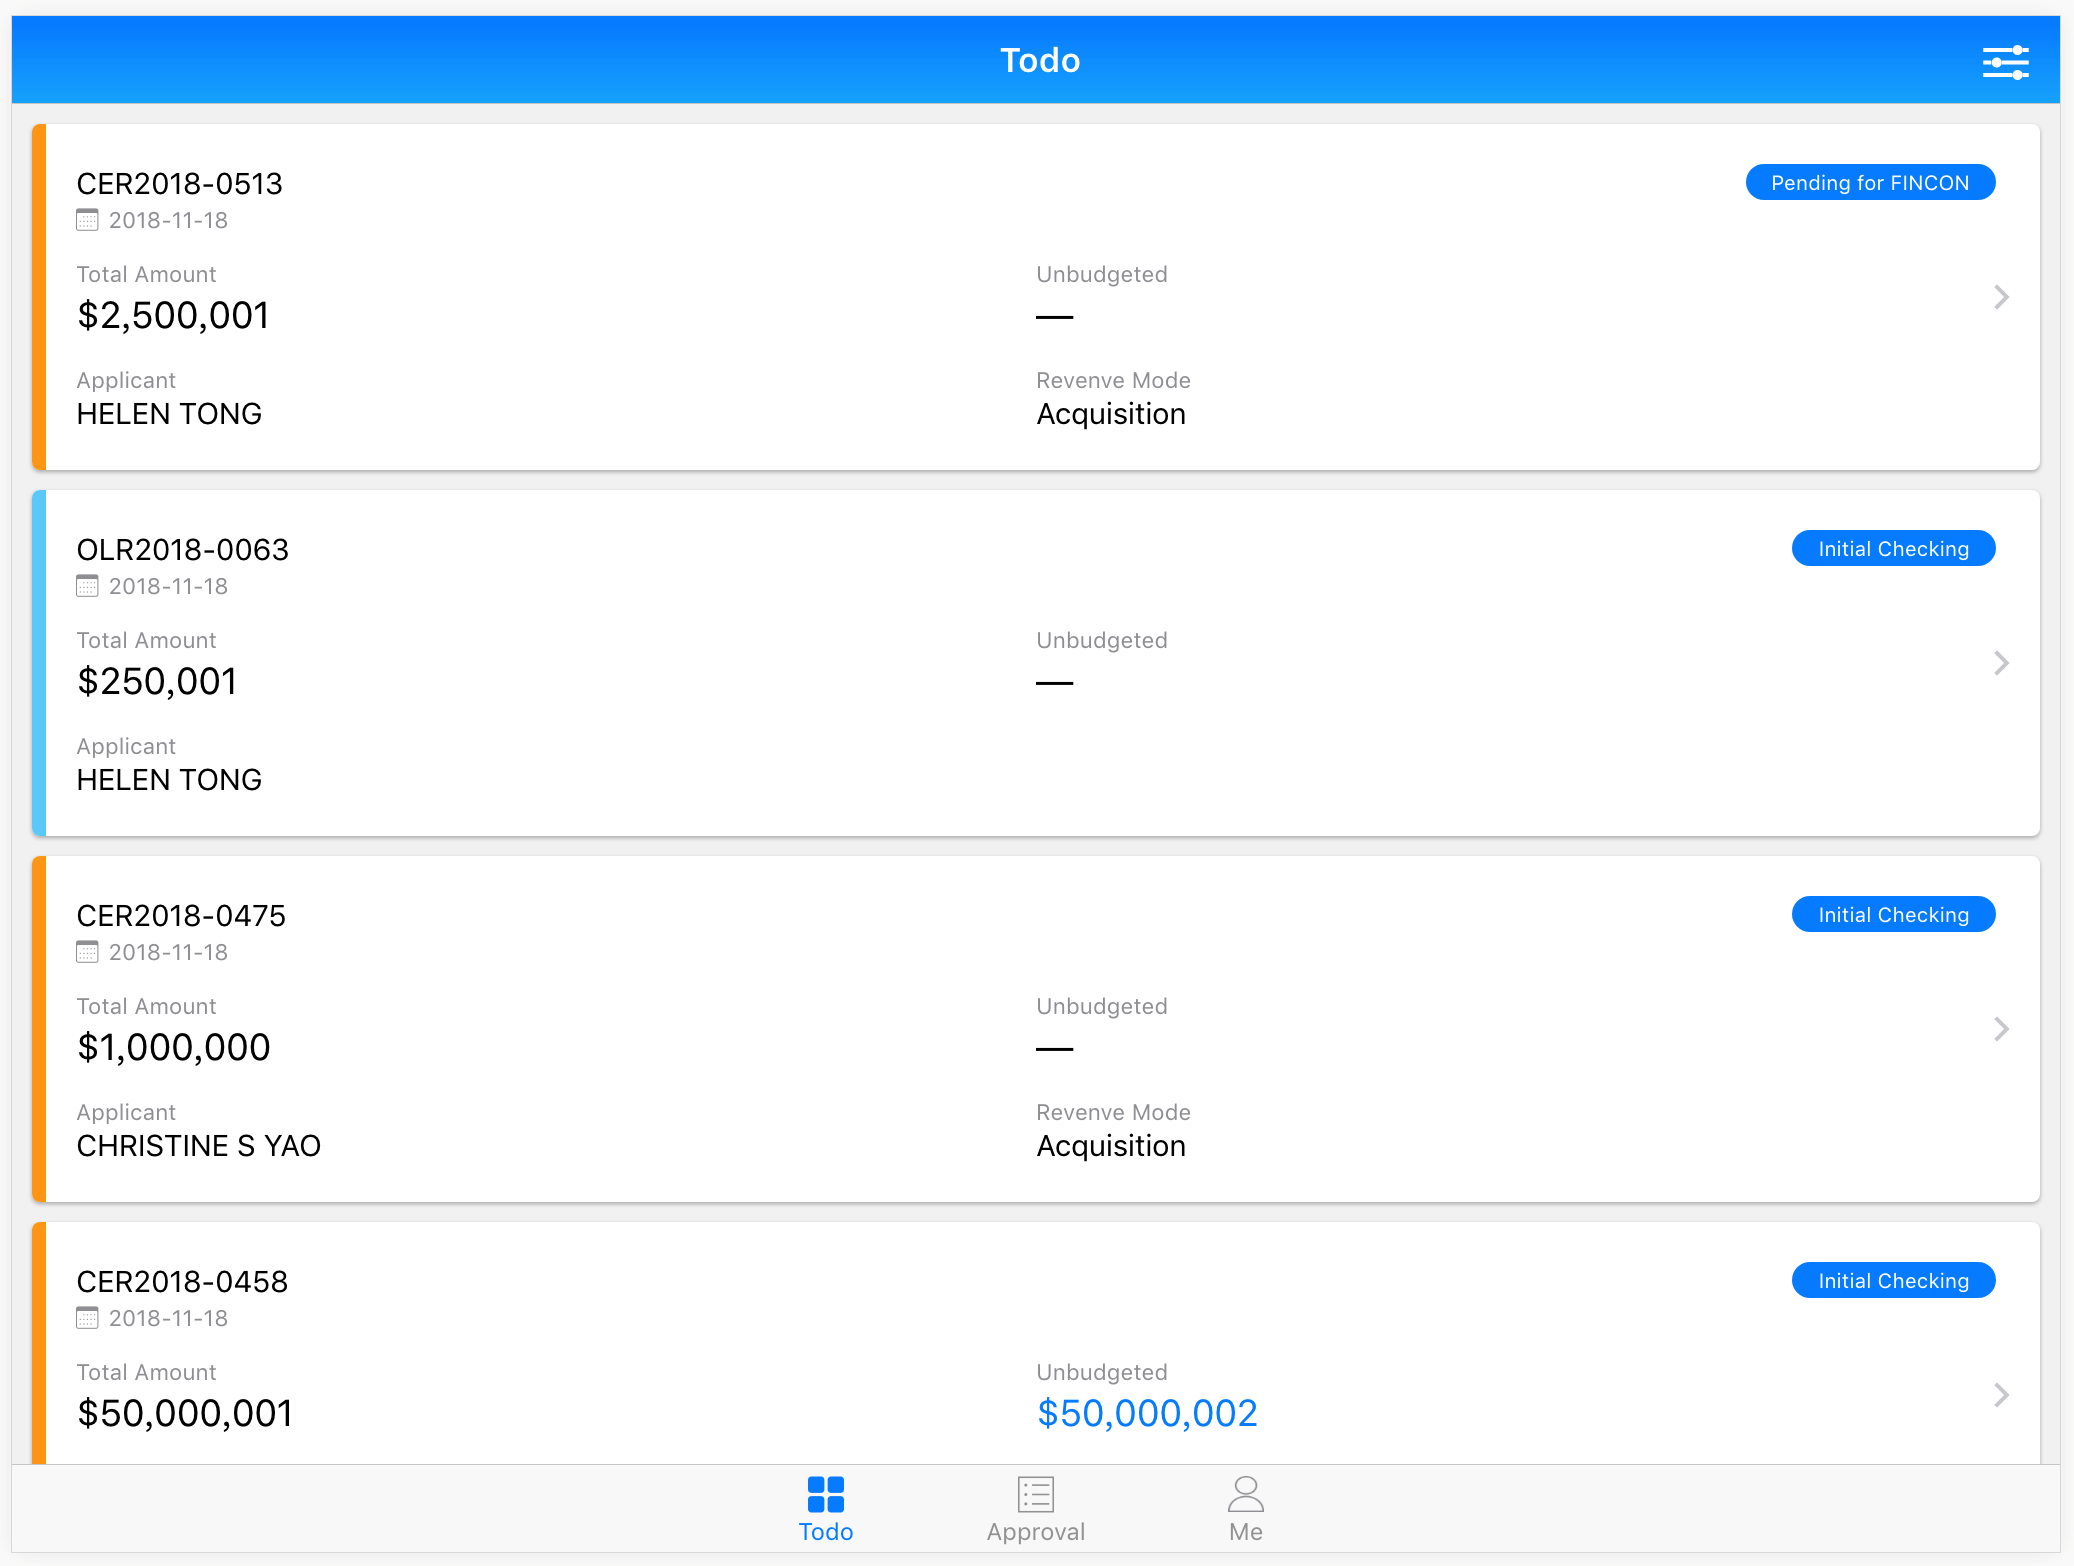 Todo
CER2018-0513
Pending for FINCON
2018-11-18
Total Amount
Unbudgeted
$2,500,001
—
Applicant
Revenve Mode
HELEN TONG
Acquisition
OLR2018-0063
Initial Checking
2018-11-18
Total Amount
Unbudgeted
$250,001
—
Applicant
HELEN TONG
CER2018-0475
Initial Checking
2018-11-18
Total Amount
Unbudgeted
$1,000,000
—
Applicant
Revenve Mode
CHRISTINE S YAO
Acquisition
CER2018-0458
Initial Checking
2018-11-18
Total Amount
Unbudgeted
$50,000,001
$50,000,002
Todo
Approval
Me